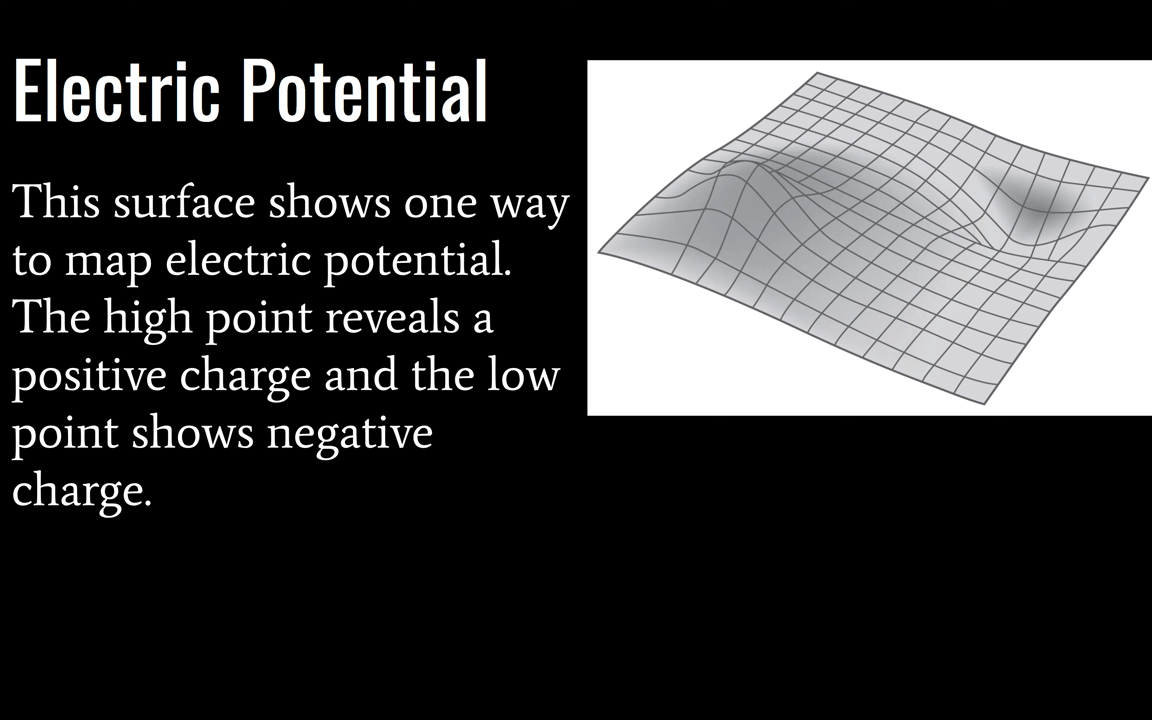 Electric Potential
This surface shows one way
to map electric potential.
The high point reveals a
positive charge and the low
point shows negative
charge.